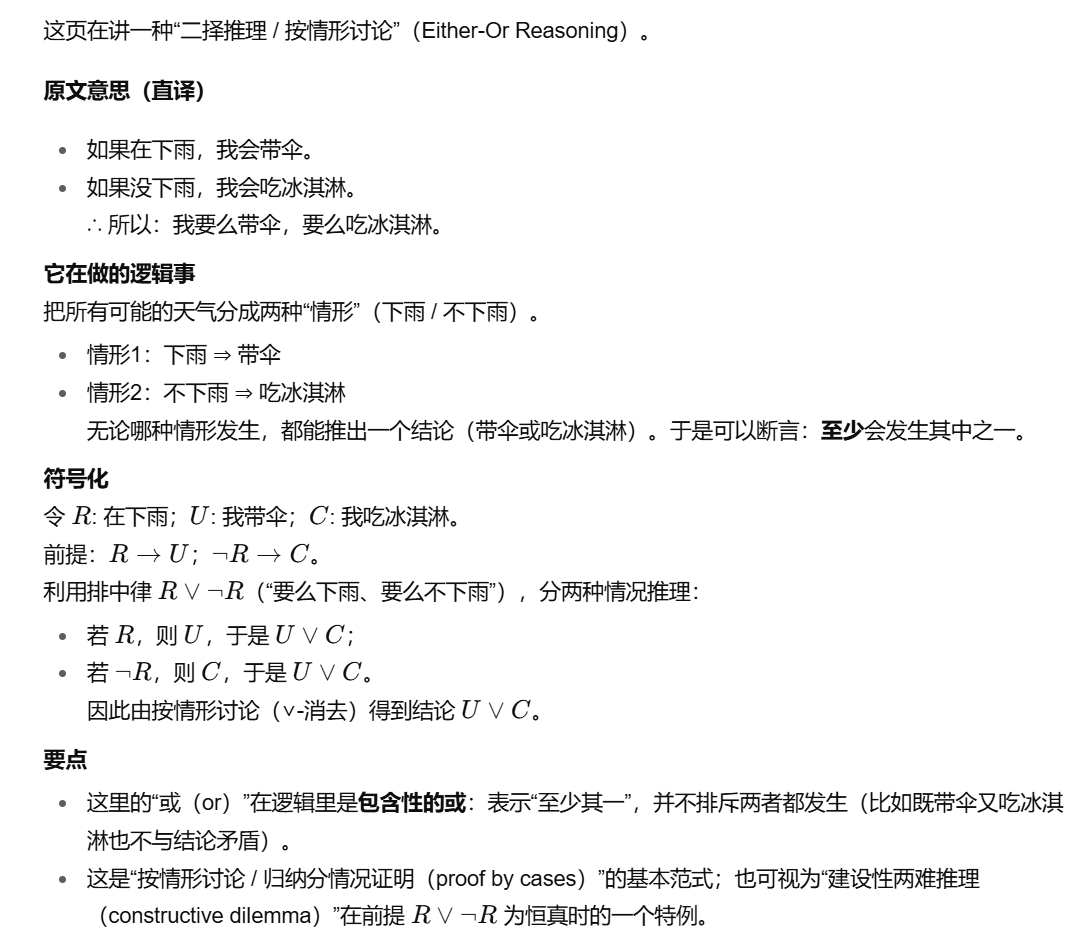 这页在讲一种“二择推理 / 按情形讨论”（Either-Or Reasoning）。
原文意思（直译）
• 如果在下雨，我会带伞。
• 如果没下雨，我会吃冰淇淋。
∴ 所以：我要么带伞，要么吃冰淇淋。
它在做的逻辑事
把所有可能的天气分成两种“情形”（下雨 / 不下雨）。
• 情形1：下雨 ⇒ 带伞
• 情形2：不下雨 ⇒ 吃冰淇淋
无论哪种情形发生，都能推出一个结论（带伞或吃冰淇淋）。于是可以断言：至少会发生其中之一。
符号化
令 R: 在下雨；U: 我带伞；C: 我吃冰淇淋。
前提：R → U；¬R → C。
利用排中律 R ∨ ¬R（“要么下雨、要么不下雨”），分两种情况推理：
• 若 R，则 U，于是 U ∨ C；
• 若 ¬R，则 C，于是 U ∨ C。
因此由按情形讨论（∨-消去）得到结论 U ∨ C。
要点
• 这里的“或（or）”在逻辑里是包含性的或：表示“至少其一”，并不排斥两者都发生（比如既带伞又吃冰淇
淋也不与结论矛盾）。
• 这是“按情形讨论 / 归纳分情况证明（proof by cases）”的基本范式；也可视为“建设性两难推理
（constructive dilemma）”在前提 R ∨ ¬R 为恒真时的一个特例。